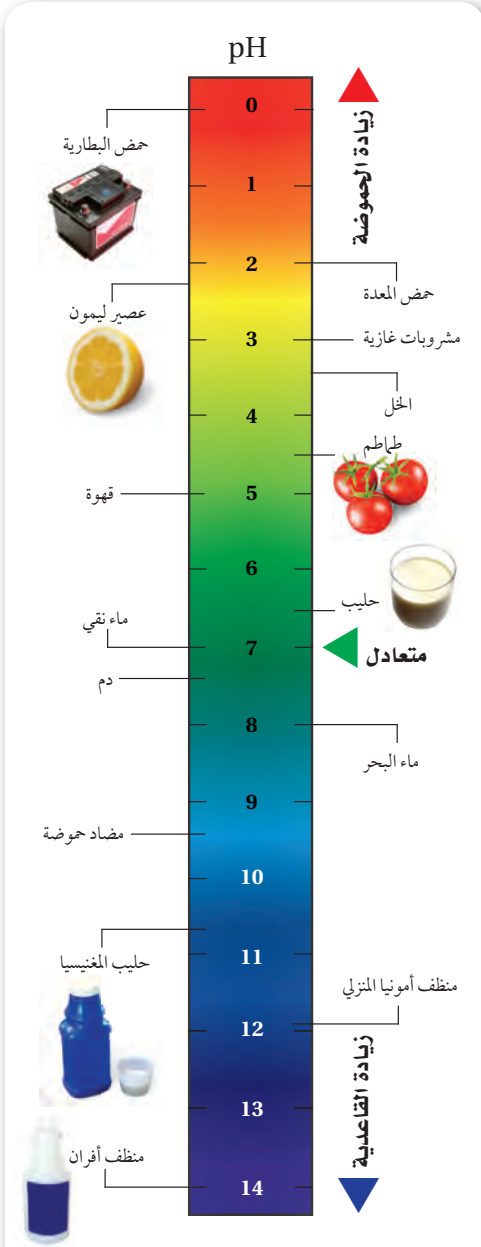 pH
زيادة الحموضة
0
حمض البطارية
1
2
حمض المعدة
عصير ليمون
3
مشروبات غازية
الخل
4
طماطم
5
قهوة
6
حليب
ماء نقي
7
متعادل
دم
8
ماء البحر
9
مضاد حموضة
10
حليب المغنيسيا
11
منظف أمونيا المنزلي
12
زيادة القاعدية
13
منظف أفران
14